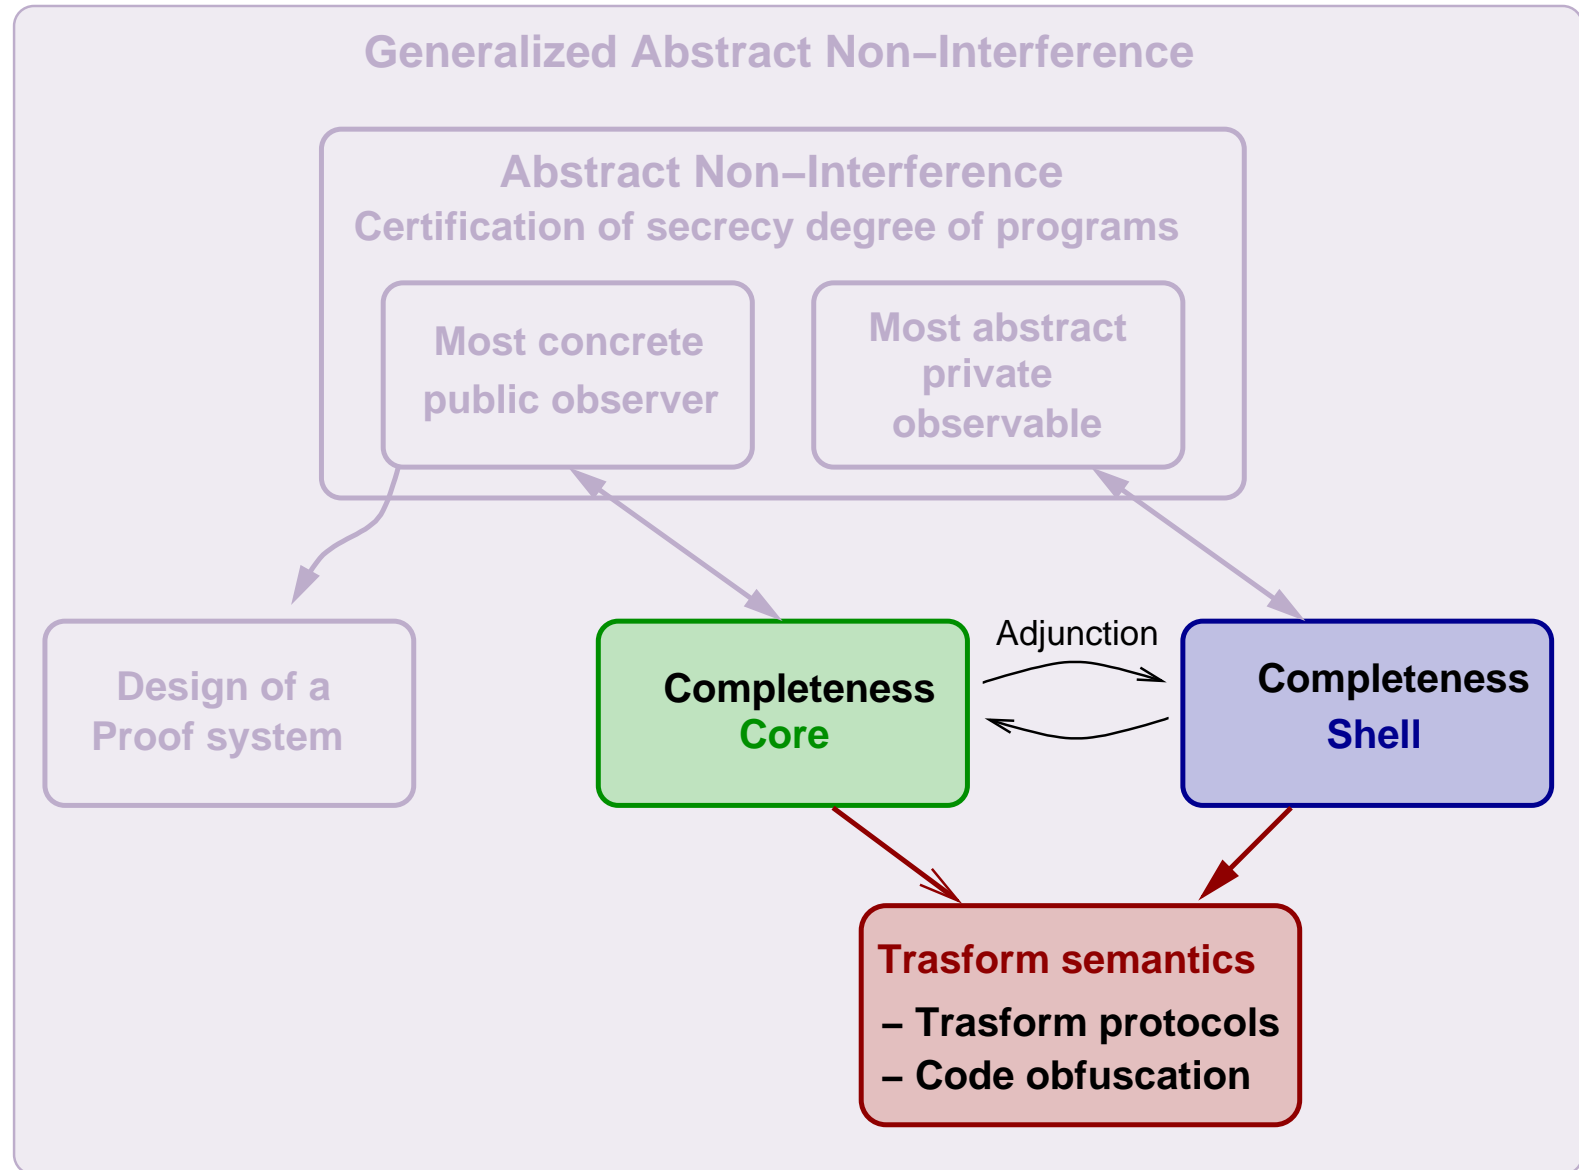 Generalized Abstract Non–Interference
Abstract Non–Interference
Certification of secrecy degree of programs
Most concrete
public observer
Most abstract
private
observable
Design of a
Proof system
Completeness
Core
Adjunction
Completeness
Shell
Trasform semantics
– Trasform protocols
– Code obfuscation